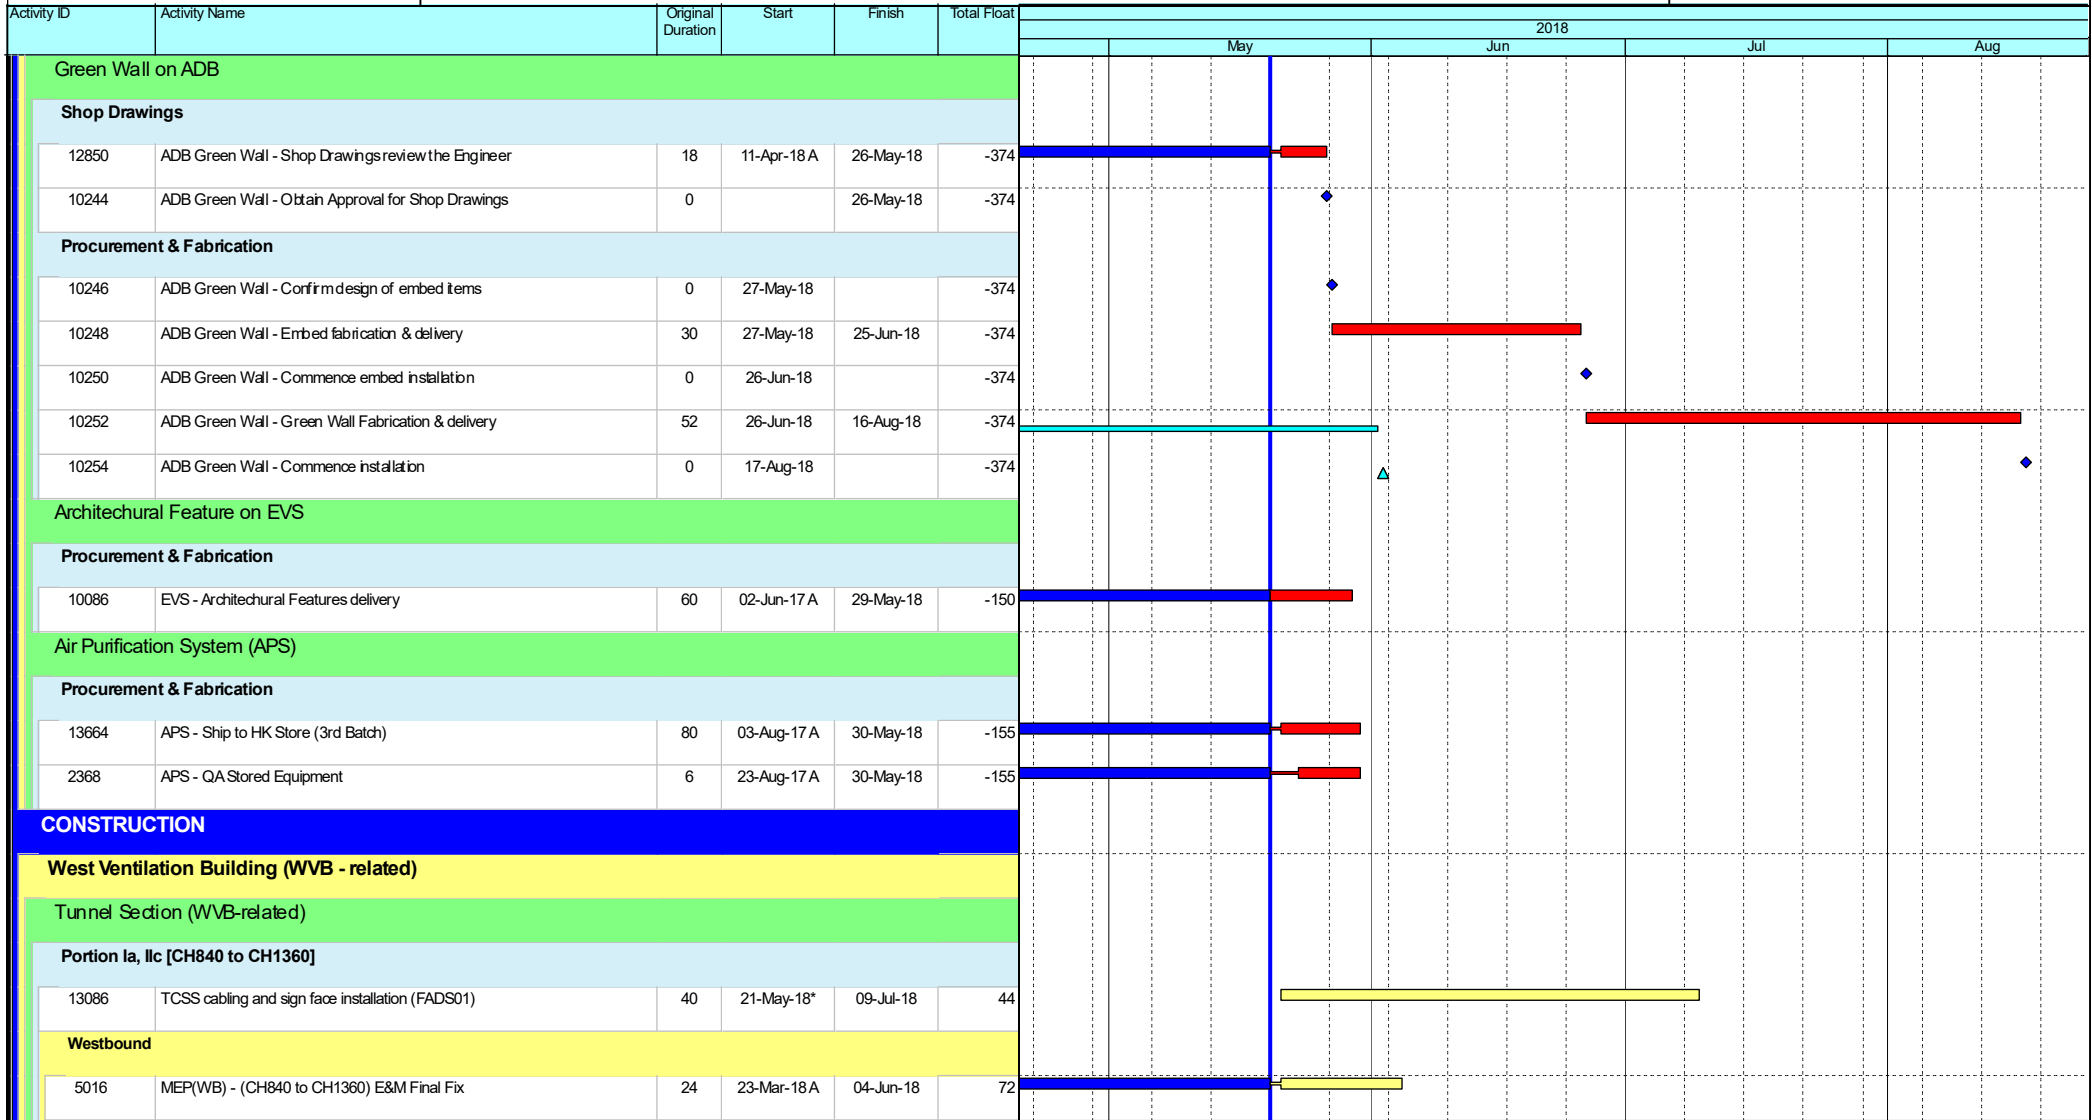 Activity ID Activity Name Original Duration Start Finish Total Float
2018
May Jun Jul Aug
Green Wall on ADB
Shop Drawings
12850 ADB Green Wall - Shop Drawings review the Engineer 18 11-Apr-18 A 26-May-18 -374
10244 ADB Green Wall - Obtain Approval for Shop Drawings 0 26-May-18 -374
Procurement & Fabrication
10246 ADB Green Wall - Confirm design of embed items 0 27-May-18 -374
10248 ADB Green Wall - Embed fabrication & delivery 30 27-May-18 25-Jun-18 -374
10250 ADB Green Wall - Commence embed installation 0 26-Jun-18 -374
10252 ADB Green Wall - Green Wall Fabrication & delivery 52 26-Jun-18 16-Aug-18 -374
10254 ADB Green Wall - Commence installation 0 17-Aug-18 -374
Architechural Feature on EVS
Procurement & Fabrication
10086 EVS - Architechural Features delivery 60 02-Jun-17 A 29-May-18 -150
Air Purification System (APS)
Procurement & Fabrication
13664 APS - Ship to HK Store (3rd Batch) 80 03-Aug-17 A 30-May-18 -155
2368 APS - QA Stored Equipment 6 23-Aug-17 A 30-May-18 -155
CONSTRUCTION
West Ventilation Building (WVB - related)
Tunnel Section (WVB-related)
Portion Ia, IIc [CH840 to CH1360]
13086 TCSS cabling and sign face installation (FADS01) 40 21-May-18* 09-Jul-18 44
Westbound
5016 MEP(WB) - (CH840 to CH1360) E&M Final Fix 24 23-Mar-18 A 04-Jun-18 72